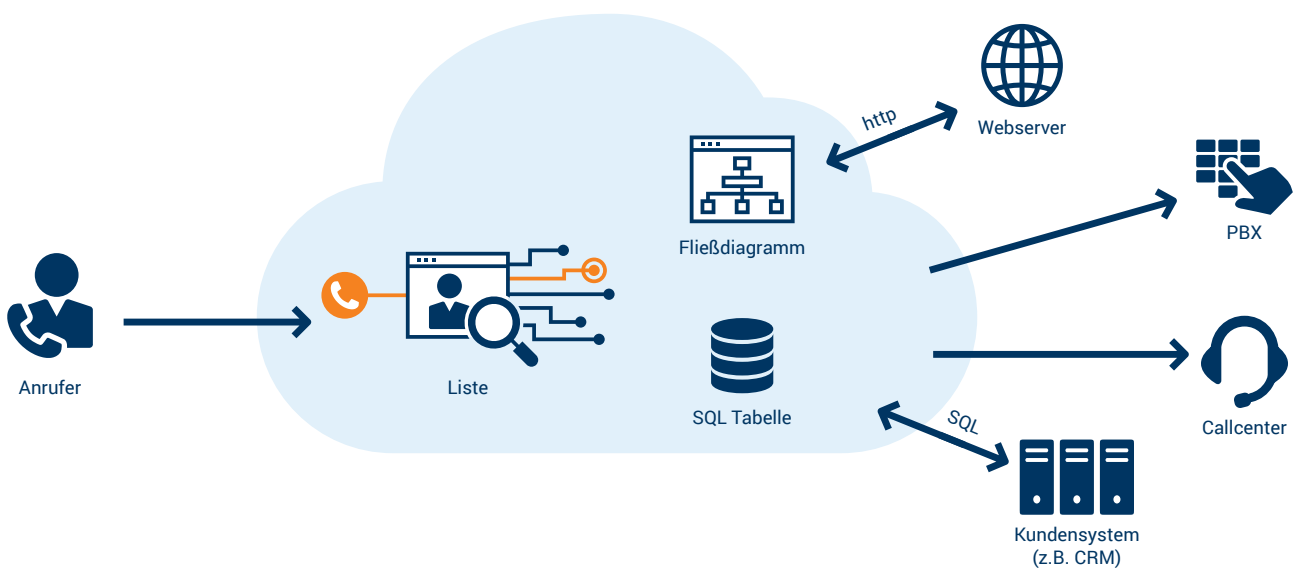 http
Webserver
PBX
Fließdiagramm
Anrufer
Liste
SQL Tabelle
SQL
Callcenter
Kundensystem
(z.B. CRM)